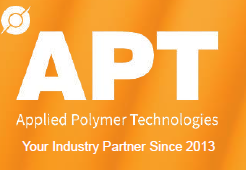 APT
Applied Polymer Technologies
Your Industry Partner Since 2013